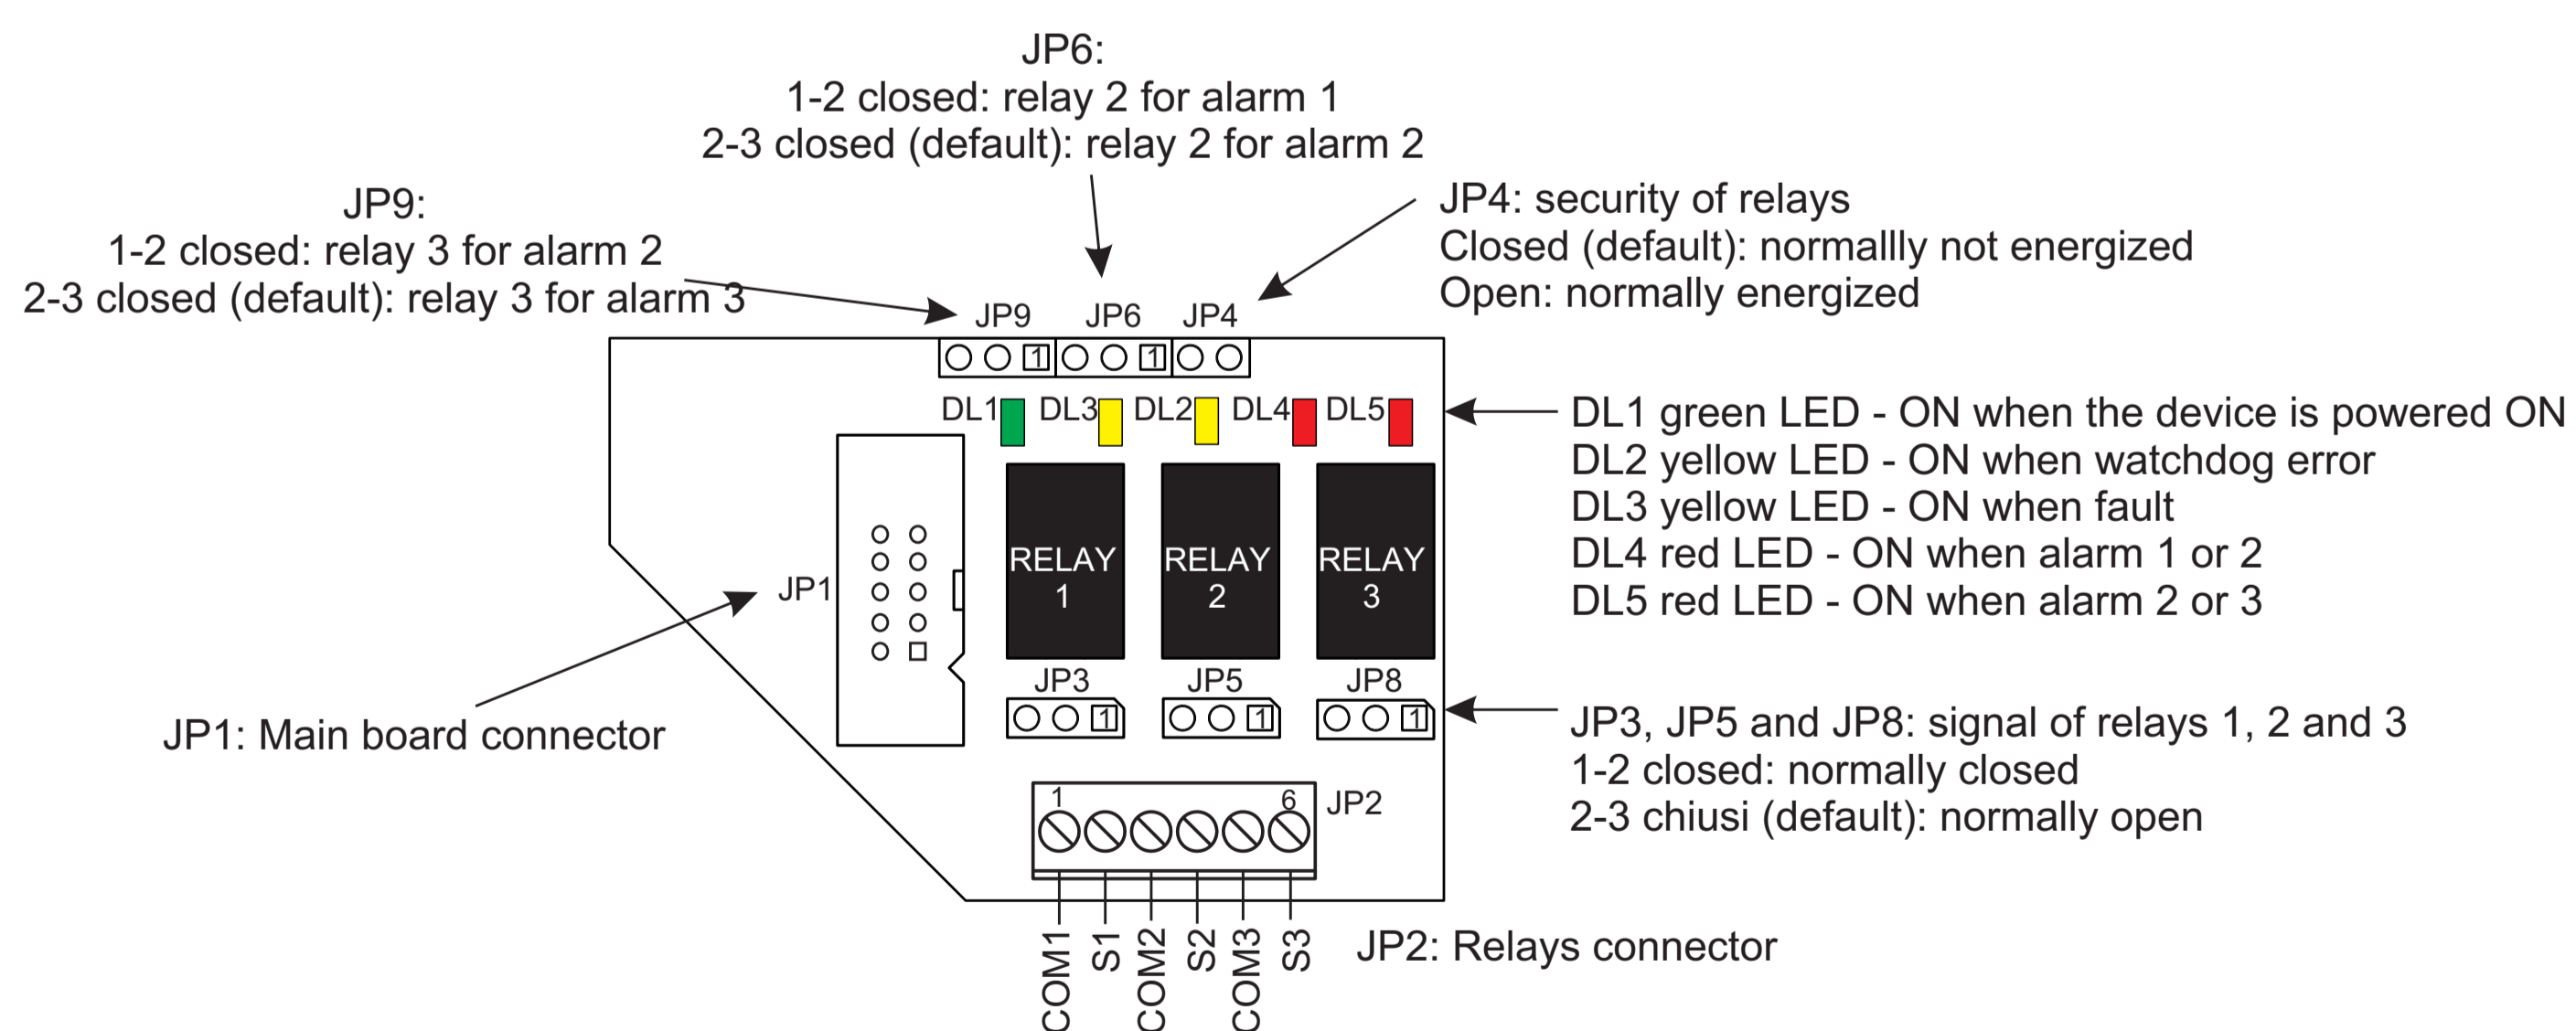 JP6:
1-2 closed: relay 2 for alarm 1
2-3 closed (default): relay 2 for alarm 2
JP9:
1-2 closed: relay 3 for alarm 2
2-3 closed (default): relay 3 for alarm 3
JP4: security of relays
Closed (default): normallly not energized
Open: normally energized
JP9 JP6 JP4
1 1
DL1 DL3 DL2 DL4 DL5
DL1 green LED - ON when the device is powered ON
DL2 yellow LED - ON when watchdog error
DL3 yellow LED - ON when fault
DL4 red LED - ON when alarm 1 or 2
DL5 red LED - ON when alarm 2 or 3
RELAY
1
RELAY
2
RELAY
3
JP1
JP1: Main board connector
JP3 JP5 JP8
1 1 1
JP3, JP5 and JP8: signal of relays 1, 2 and 3
1-2 closed: normally closed
2-3 chiusi (default): normally open
1 6
JP2
COM1
S1
COM2
S2
COM3
S3
JP2: Relays connector